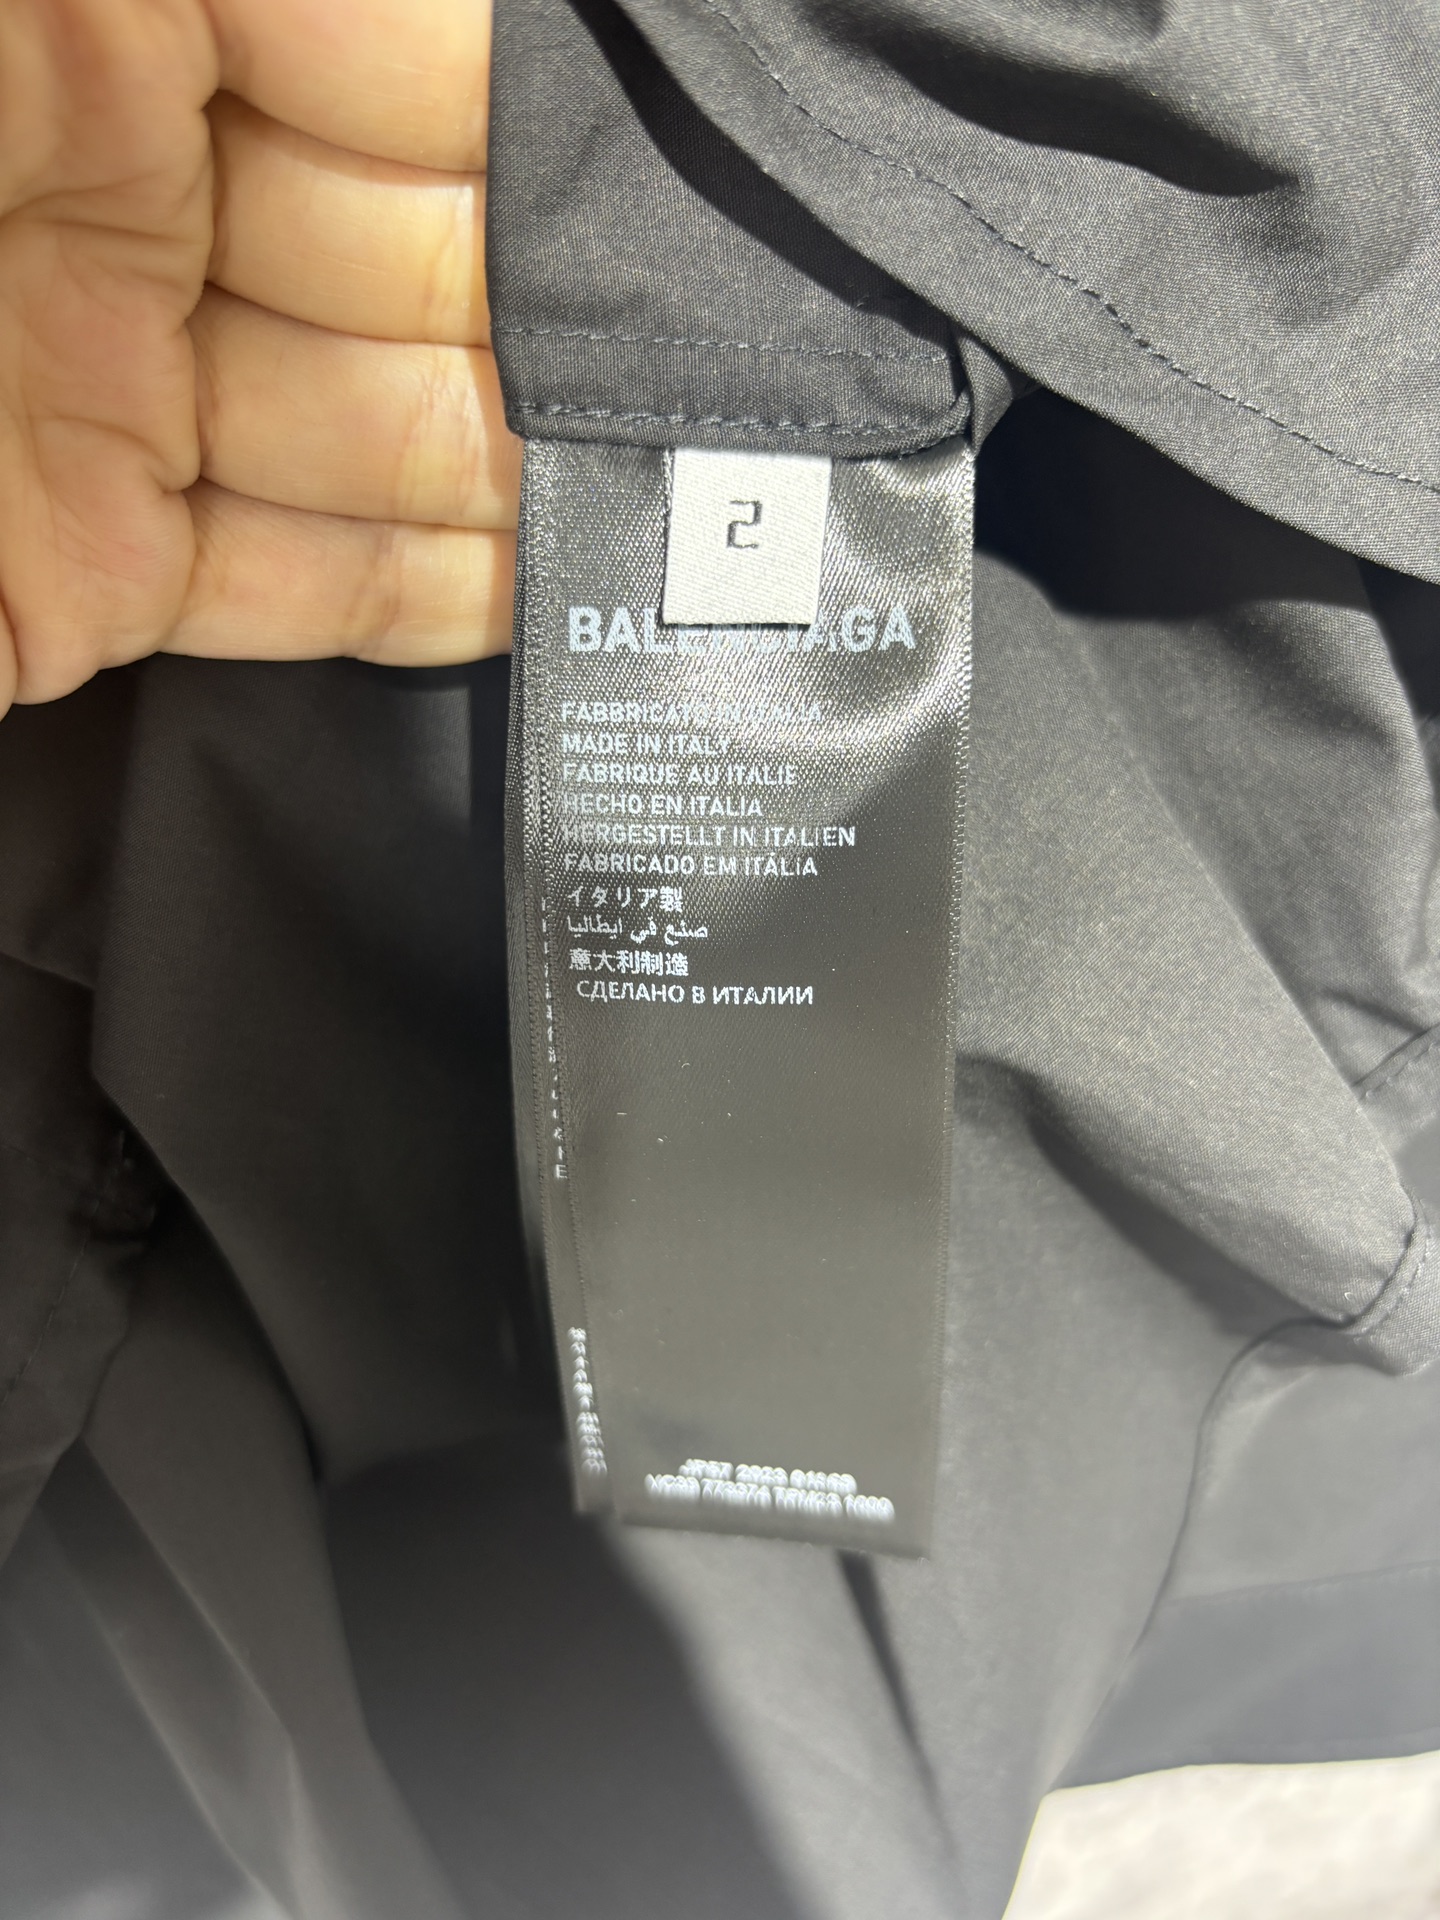 2
BALENCIAGA
FABBRICATO IN ITALIA
MADE IN ITALY
FABRIQUE AU ITALIE
HECHO EN ITALIA
HERGESTELLT IN ITALIEN
FABRICADO EM ITÁLIA
イタリア製
صنع في ايطاليا
意大利制造
СДЕЛАНО В ИТАЛИИ